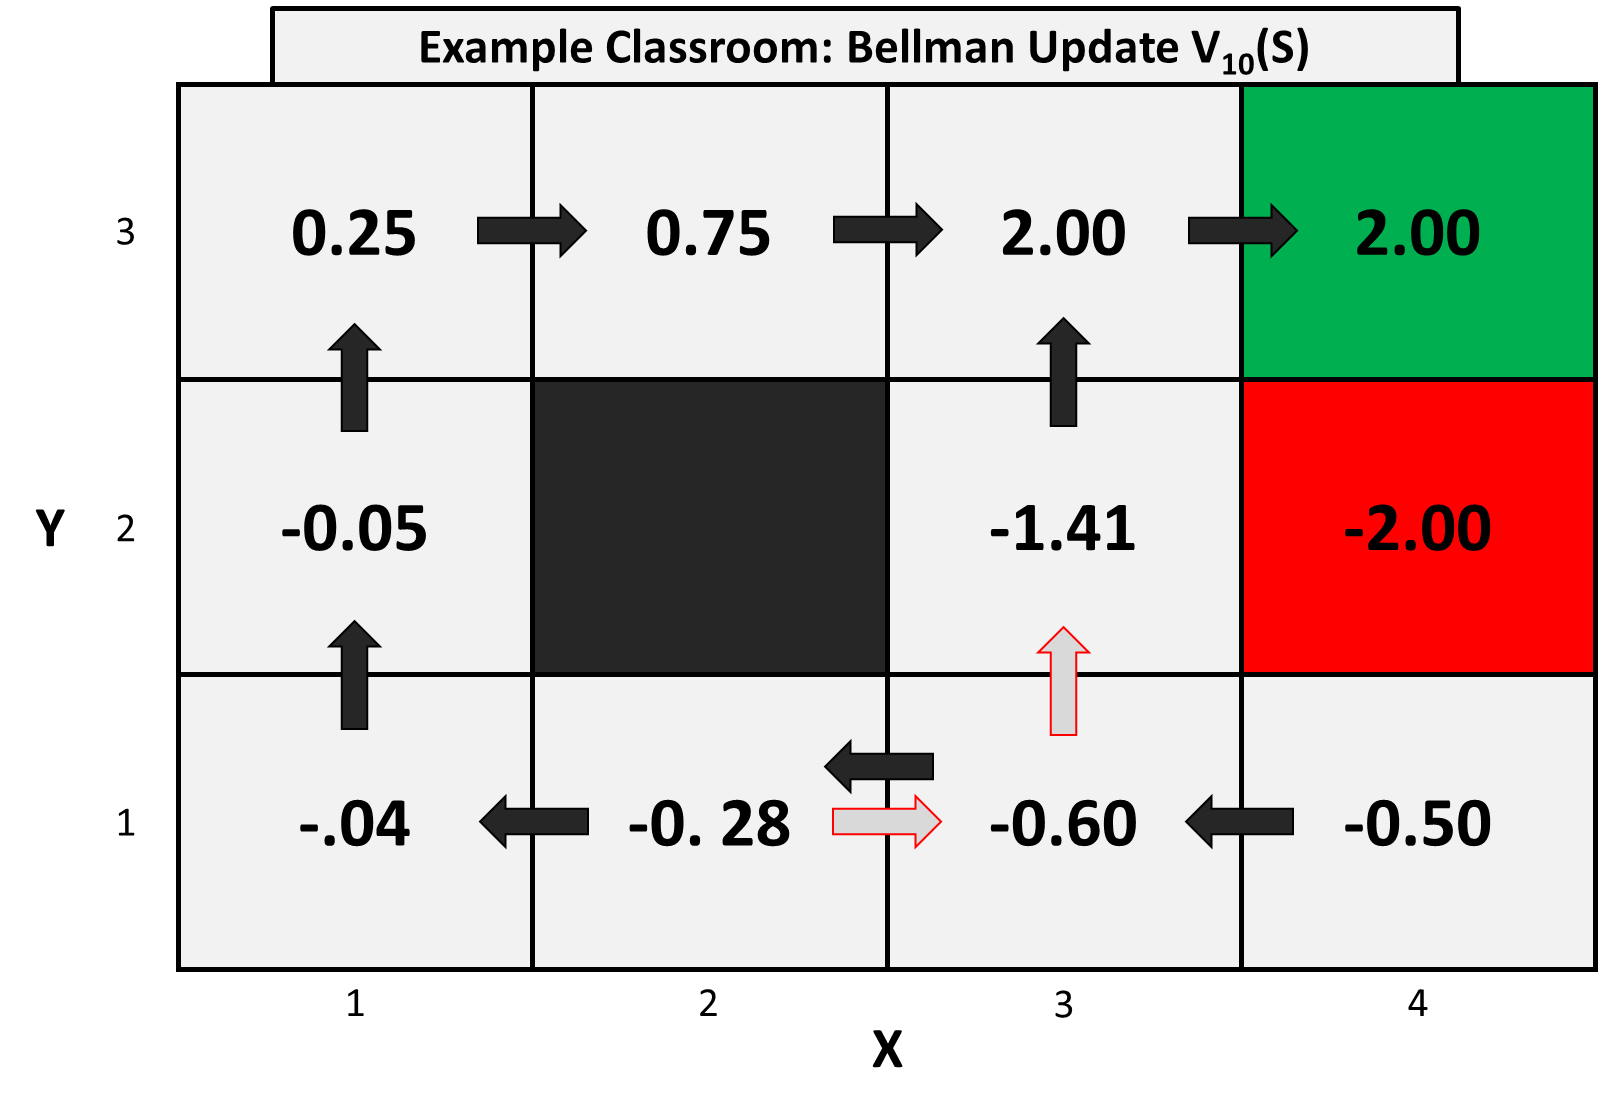 Example Classroom: Bellman Update V10(S)
3 0.25 0.75 2.00 2.00
Y 2 -0.05 -1.41 -2.00
1 -.04 -0. 28 -0.60 -0.50
1 2 3 4
X